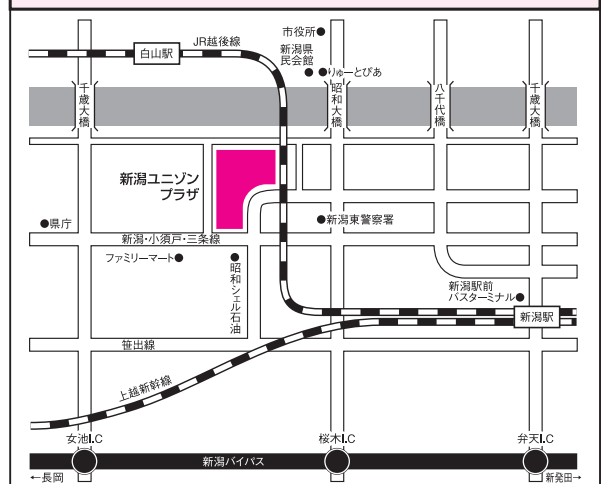 市役所●
JR越後線
新潟県
民会館
白山駅
●●りゅーとぴあ
千歳大橋
昭和大橋
八千代橋
千歳大橋
新潟ユニゾン
プラザ
●県庁
●新潟東警察署
新潟・小須戸・三条線
ファミリーマート●
昭和シェル石油
新潟駅前
バスターミナル●
新潟駅
笹出線
上越新幹線
女池I.C
桜木I.C
弁天I.C
新潟バイパス
←長岡
新発田→